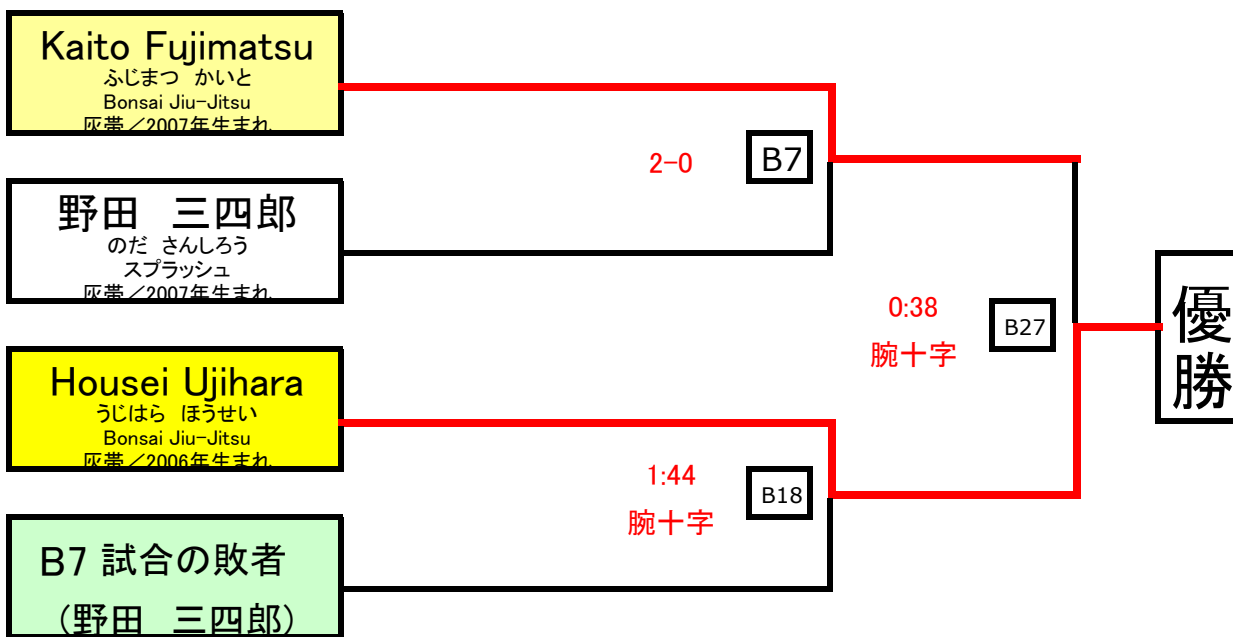 Kaito Fujimatsu
ふじまつ かいと
Bonsai Jiu-Jitsu
灰帯／2007年生まれ
2-0
B7
野田 三四郎
のだ さんしろう
スプラッシュ
灰帯／2007年生まれ
0:38
腕十字
B27
優
勝
Housei Ujihara
うじはら ほうせい
Bonsai Jiu-Jitsu
灰帯／2006年生まれ
1:44
腕十字
B18
B7 試合の敗者
（野田 三四郎）